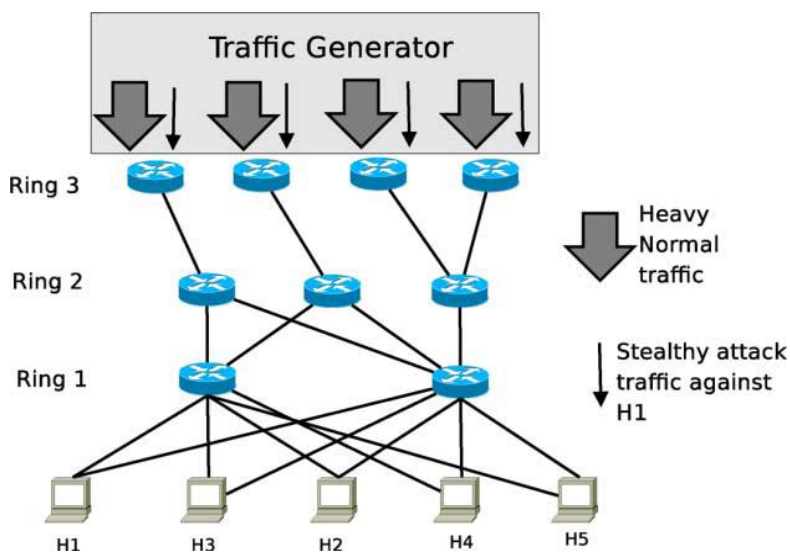 Traffic Generator
Ring 3
Heavy
Normal
traffic
Ring 2
Stealthy attack
traffic against
H1
Ring 1
H1
H3
H2
H4
H5